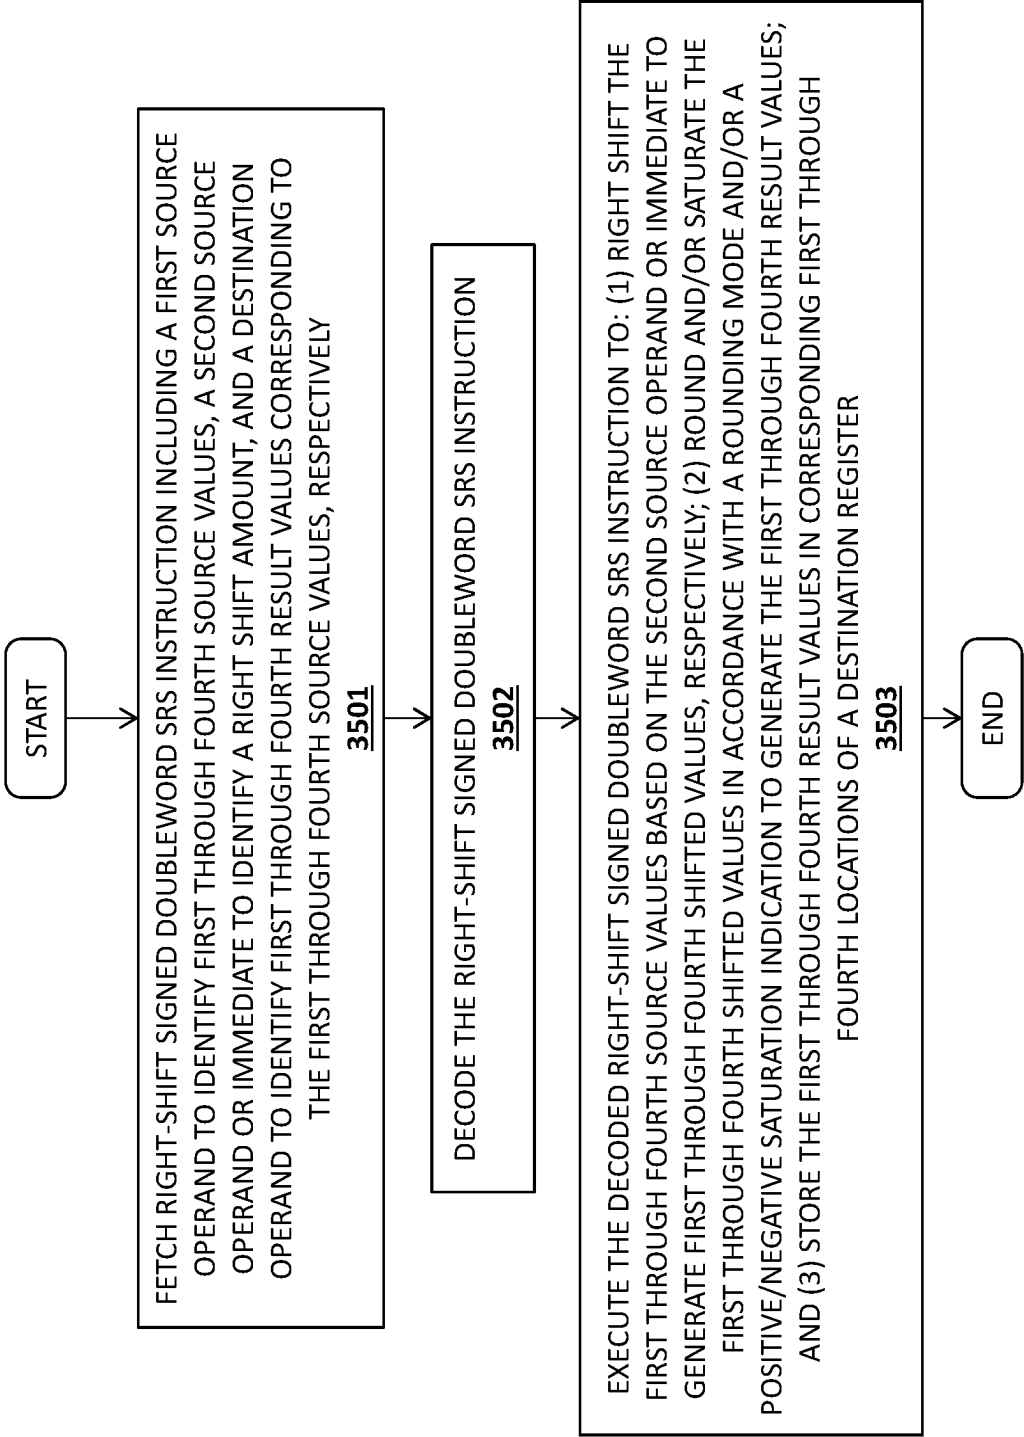 START
FETCH RIGHT-SHIFT SIGNED DOUBLEWORD SRS INSTRUCTION INCLUDING A FIRST SOURCE
OPERAND TO IDENTIFY FIRST THROUGH FOURTH SOURCE VALUES, A SECOND SOURCE
OPERAND OR IMMEDIATE TO IDENTIFY A RIGHT SHIFT AMOUNT, AND A DESTINATION
OPERAND TO IDENTIFY FIRST THROUGH FOURTH RESULT VALUES CORRESPONDING TO
THE FIRST THROUGH FOURTH SOURCE VALUES, RESPECTIVELY
3501
DECODE THE RIGHT-SHIFT SIGNED DOUBLEWORD SRS INSTRUCTION
3502
EXECUTE THE DECODED RIGHT-SHIFT SIGNED DOUBLEWORD SRS INSTRUCTION TO: (1) RIGHT SHIFT THE
FIRST THROUGH FOURTH SOURCE VALUES BASED ON THE SECOND SOURCE OPERAND OR IMMEDIATE TO
GENERATE FIRST THROUGH FOURTH SHIFTED VALUES, RESPECTIVELY; (2) ROUND AND/OR SATURATE THE
FIRST THROUGH FOURTH SHIFTED VALUES IN ACCORDANCE WITH A ROUNDING MODE AND/OR A
POSITIVE/NEGATIVE SATURATION INDICATION TO GENERATE THE FIRST THROUGH FOURTH RESULT VALUES;
AND (3) STORE THE FIRST THROUGH FOURTH RESULT VALUES IN CORRESPONDING FIRST THROUGH
FOURTH LOCATIONS OF A DESTINATION REGISTER
3503
END